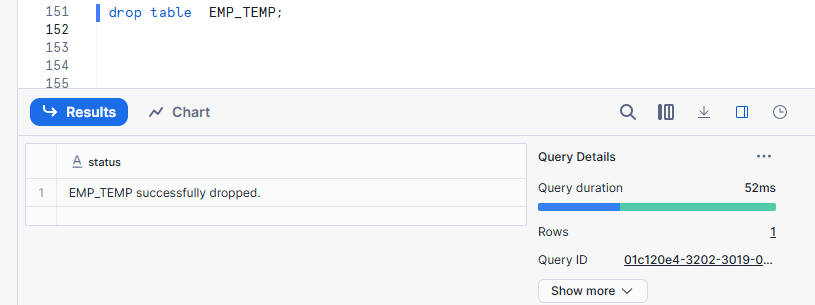 151 drop table EMP_TEMP;
152
153
154
155
Results
Chart
A status
1 EMP_TEMP successfully dropped.
Query Details
...
Query duration 52ms
Rows 1
Query ID 01c120e4-3202-3019-0...
Show more